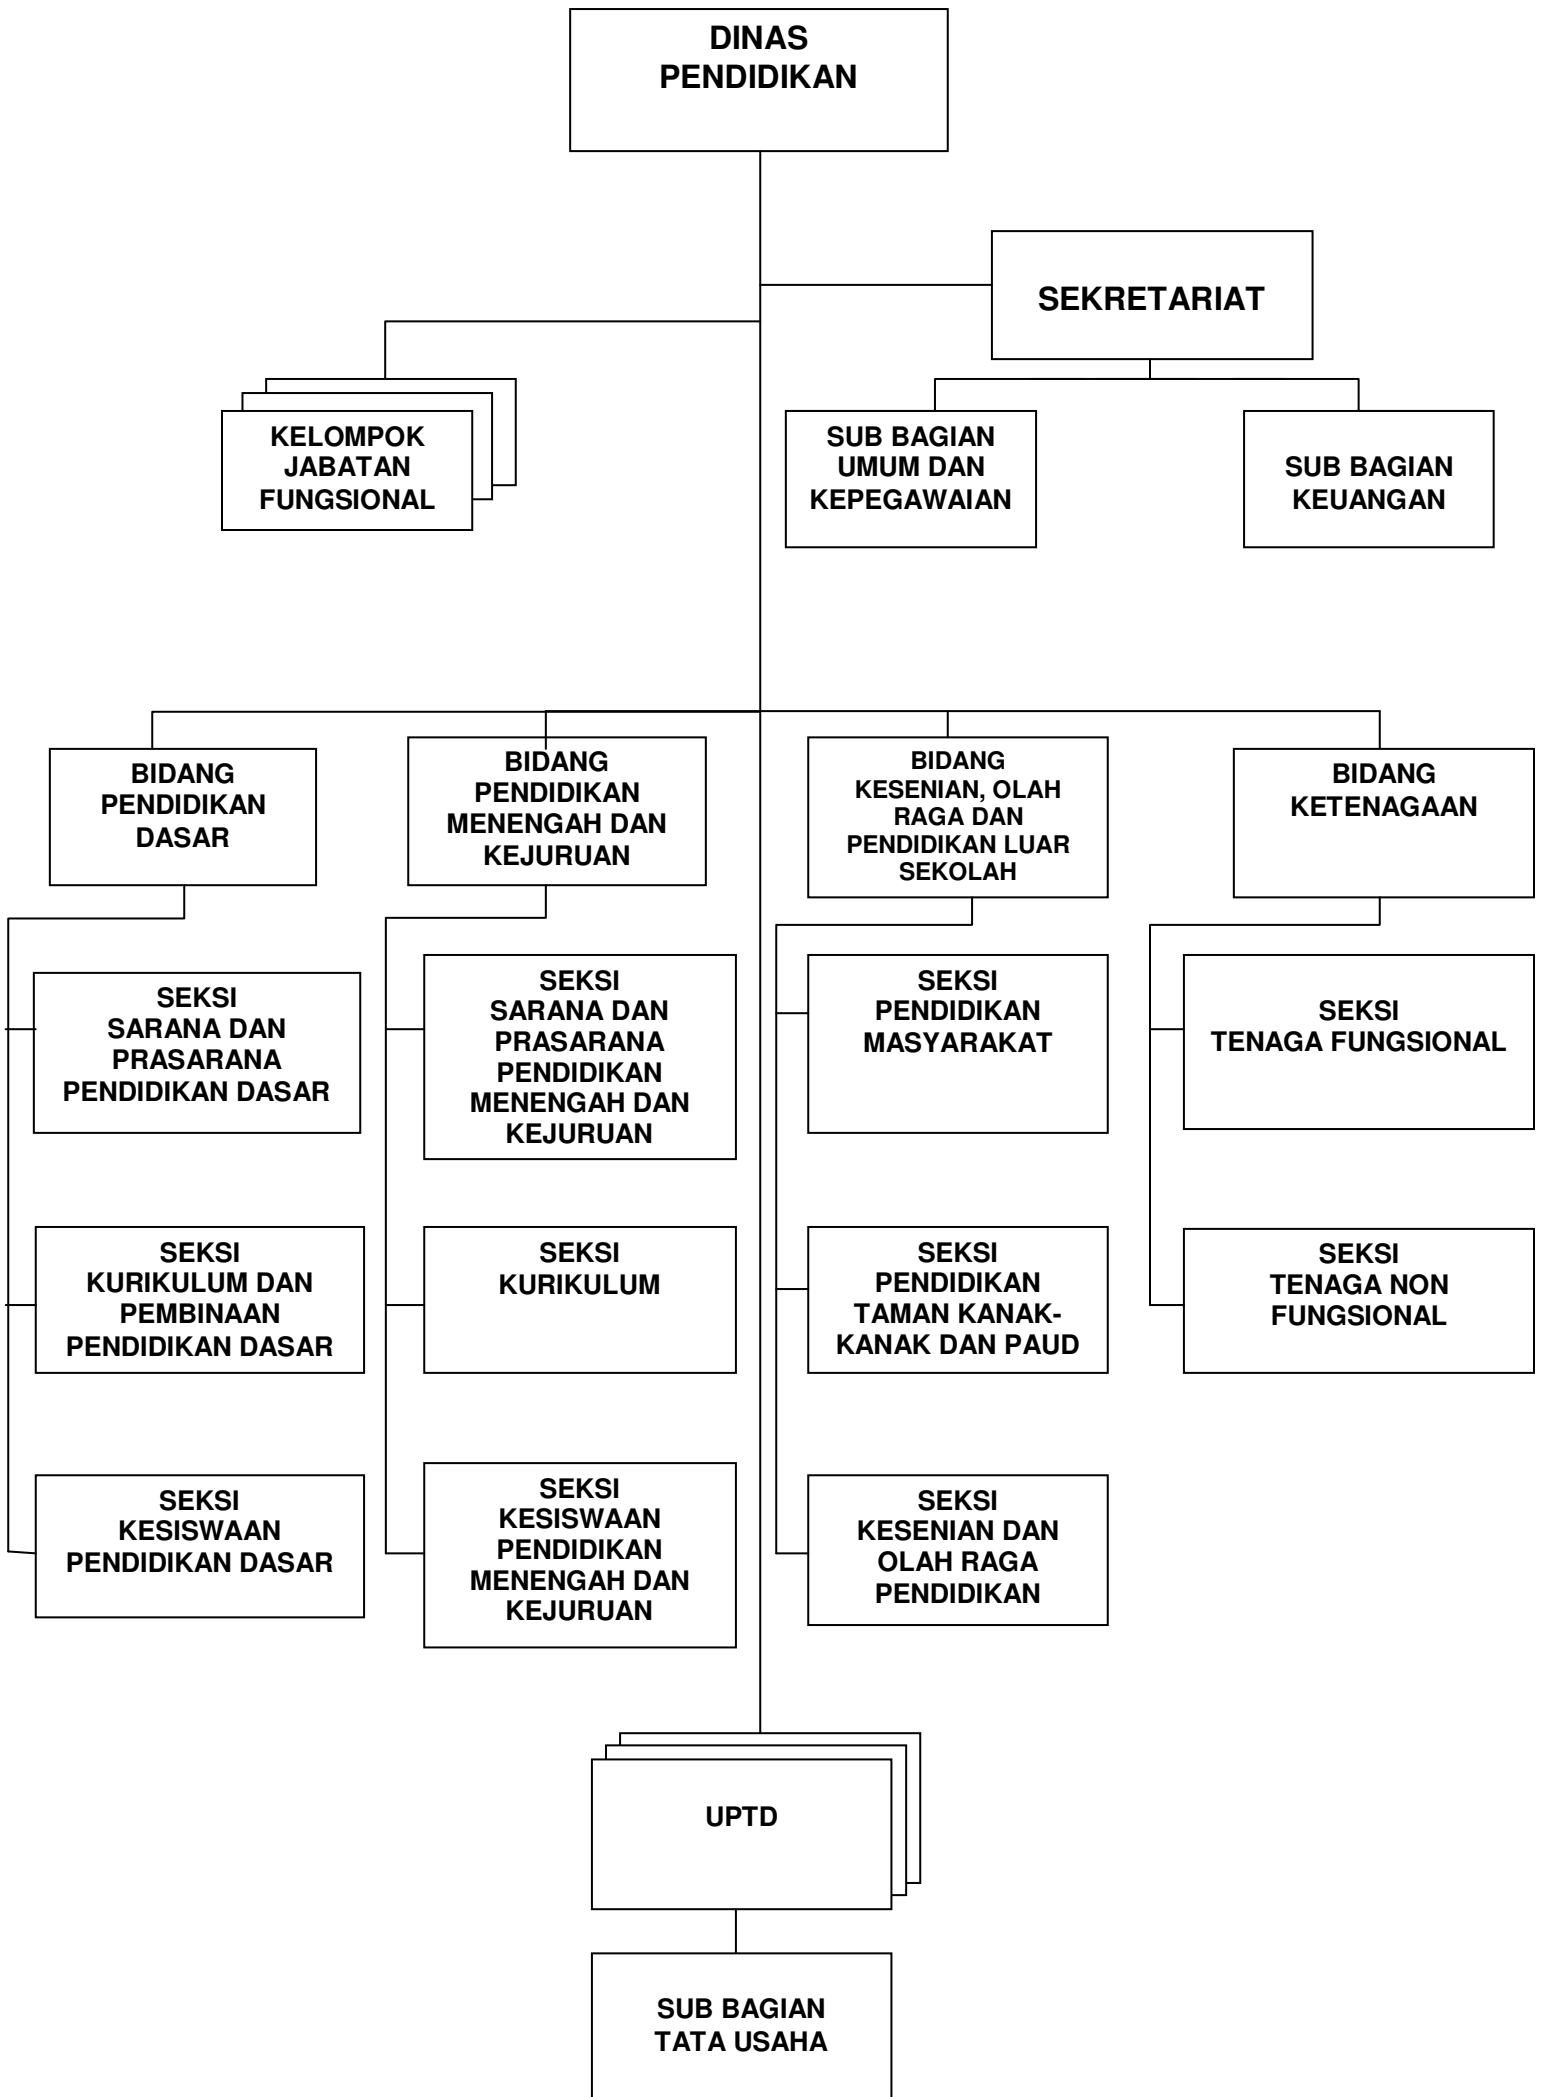 DINAS
PENDIDIKAN
SEKRETARIAT
KELOMPOK
JABATAN
FUNGSIONAL
SUB BAGIAN
UMUM DAN
KEPEGAWAIAN
SUB BAGIAN
KEUANGAN
BIDANG
PENDIDIKAN
DASAR
BIDANG
PENDIDIKAN
MENENGAH DAN
KEJURUAN
BIDANG
KESENIAN, OLAH
RAGA DAN
PENDIDIKAN LUAR
SEKOLAH
BIDANG
KETENAGAAN
SEKSI
SARANA DAN
PRASARANA
PENDIDIKAN DASAR
SEKSI
SARANA DAN
PRASARANA
PENDIDIKAN
MENENGAH DAN
KEJURUAN
SEKSI
PENDIDIKAN
MASYARAKAT
SEKSI
TENAGA FUNGSIONAL
SEKSI
KURIKULUM DAN
PEMBINAAN
PENDIDIKAN DASAR
SEKSI
KURIKULUM
SEKSI
PENDIDIKAN
TAMAN KANAK-
KANAK DAN PAUD
SEKSI
TENAGA NON
FUNGSIONAL
SEKSI
KESISWAAN
PENDIDIKAN DASAR
SEKSI
KESISWAAN
PENDIDIKAN
MENENGAH DAN
KEJURUAN
SEKSI
KESENIAN DAN
OLAH RAGA
PENDIDIKAN
UPTD
SUB BAGIAN
TATA USAHA